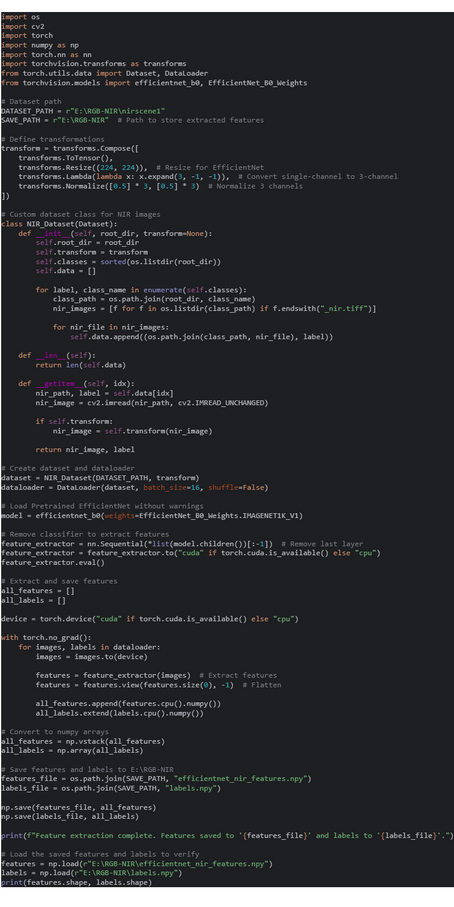 import os
import cv2
import torch
import numpy as np
import torch.nn as nn
import torchvision.transforms as transforms
from torch.utils.data import Dataset, DataLoader
from torchvision.models import efficientnet_b0, EfficientNet_B0_Weights

# Dataset path
DATASET_PATH = r"E:\RGB-NIR\nirscene1"
SAVE_PATH = r"E:\RGB-NIR"  # Path to store extracted features

# Define transformations
transform = transforms.Compose([
    transforms.ToTensor(),
    transforms.Resize((224, 224)),  # Resize for EfficientNet
    transforms.Lambda(lambda x: x.expand(3, -1, -1)),  # Convert single-channel to 3-channel
    transforms.Normalize([0.5] * 3, [0.5] * 3)  # Normalize 3 channels
])

# Custom dataset class for NIR images
class NIR_Dataset(Dataset):
    def __init__(self, root_dir, transform=None):
        self.root_dir = root_dir
        self.transform = transform
        self.classes = sorted(os.listdir(root_dir))
        self.data = []

        for label, class_name in enumerate(self.classes):
            class_path = os.path.join(root_dir, class_name)
            nir_images = [f for f in os.listdir(class_path) if f.endswith("_nir.tiff")]

            for nir_file in nir_images:
                self.data.append((os.path.join(class_path, nir_file), label))

    def __len__(self):
        return len(self.data)

    def __getitem__(self, idx):
        nir_path, label = self.data[idx]
        nir_image = cv2.imread(nir_path, cv2.IMREAD_UNCHANGED)

        if self.transform:
            nir_image = self.transform(nir_image)

        return nir_image, label

# Create dataset and dataloader
dataset = NIR_Dataset(DATASET_PATH, transform)
dataloader = DataLoader(dataset, batch_size=16, shuffle=False)

# Load Pretrained EfficientNet without warnings
model = efficientnet_b0(weights=EfficientNet_B0_Weights.IMAGENET1K_V1)

# Remove classifier to extract features
feature_extractor = nn.Sequential(*list(model.children())[:-1])  # Remove last layer
feature_extractor = feature_extractor.to("cuda" if torch.cuda.is_available() else "cpu")
feature_extractor.eval()

# Extract and save features
all_features = []
all_labels = []

device = torch.device("cuda" if torch.cuda.is_available() else "cpu")

with torch.no_grad():
    for images, labels in dataloader:
        images = images.to(device)

        features = feature_extractor(images)  # Extract features
        features = features.view(features.size(0), -1)  # Flatten

        all_features.append(features.cpu().numpy())
        all_labels.extend(labels.cpu().numpy())

# Convert to numpy arrays
all_features = np.vstack(all_features)
all_labels = np.array(all_labels)

# Save features and labels to E:\RGB-NIR
features_file = os.path.join(SAVE_PATH, "efficientnet_nir_features.npy")
labels_file = os.path.join(SAVE_PATH, "labels.npy")

np.save(features_file, all_features)
np.save(labels_file, all_labels)

print(f"Feature extraction complete. Features saved to '{features_file}' and labels to '{labels_file}'.")

# Load the saved features and labels to verify
features = np.load(r"E:\RGB-NIR\efficientnet_nir_features.npy")
labels = np.load(r"E:\RGB-NIR\labels.npy")
print(features.shape, labels.shape)